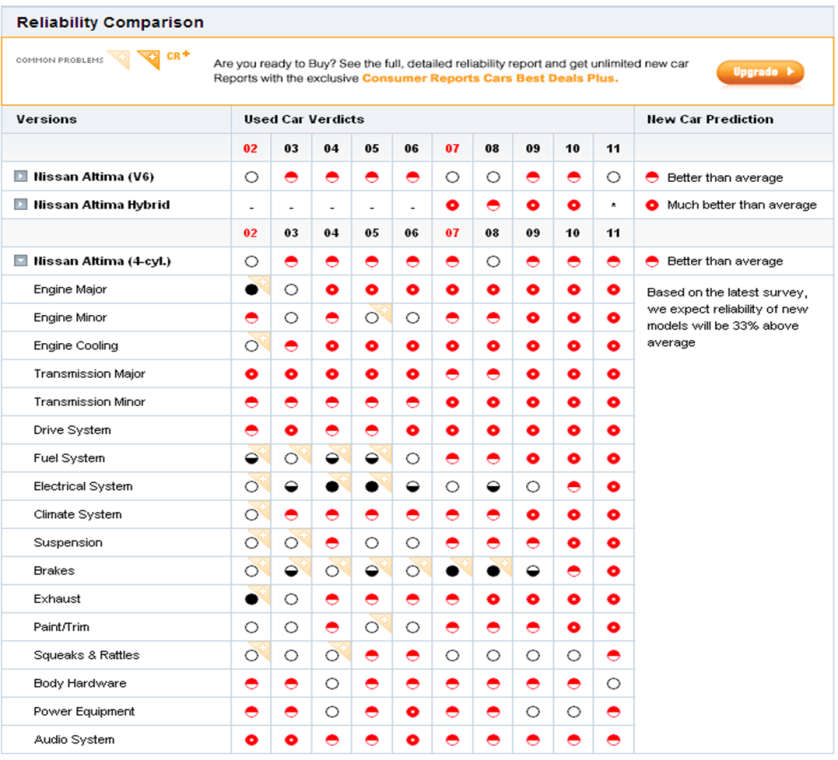 Reliability Comparison
COMMON PROBLEMS CR+
Are you ready to Buy? See the full, detailed reliability report and get unlimited new car
Reports with the exclusive Consumer Reports Cars Best Deals Plus.
Upgrade
Versions Used Car Verdicts New Car Prediction
02 03 04 05 06 07 08 09 10 11
Nissan Altima (V6) Better than average
Nissan Altima Hybrid - - - - - * Much better than average
02 03 04 05 06 07 08 09 10 11
Nissan Altima (4-cyl.) Better than average
Engine Major
Engine Minor
Engine Cooling
Transmission Major
Transmission Minor
Drive System
Fuel System
Electrical System
Climate System
Suspension
Brakes
Exhaust
Paint/Trim
Squeaks & Rattles
Body Hardware
Power Equipment
Audio System
Based on the latest survey,
we expect reliability of new
models will be 33% above
average